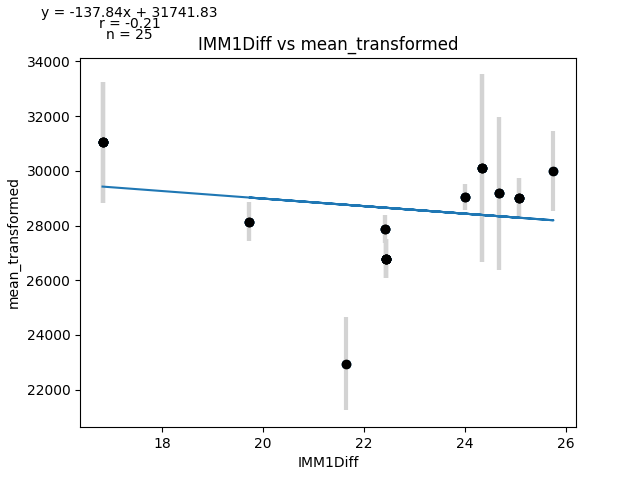 y = -137.84x + 31741.83
r = -0.21
n = 25
IMM1Diff vs mean_transformed
34000
32000
30000
28000
26000
24000
22000
mean_transformed
18
20
22
24
26
IMM1Diff